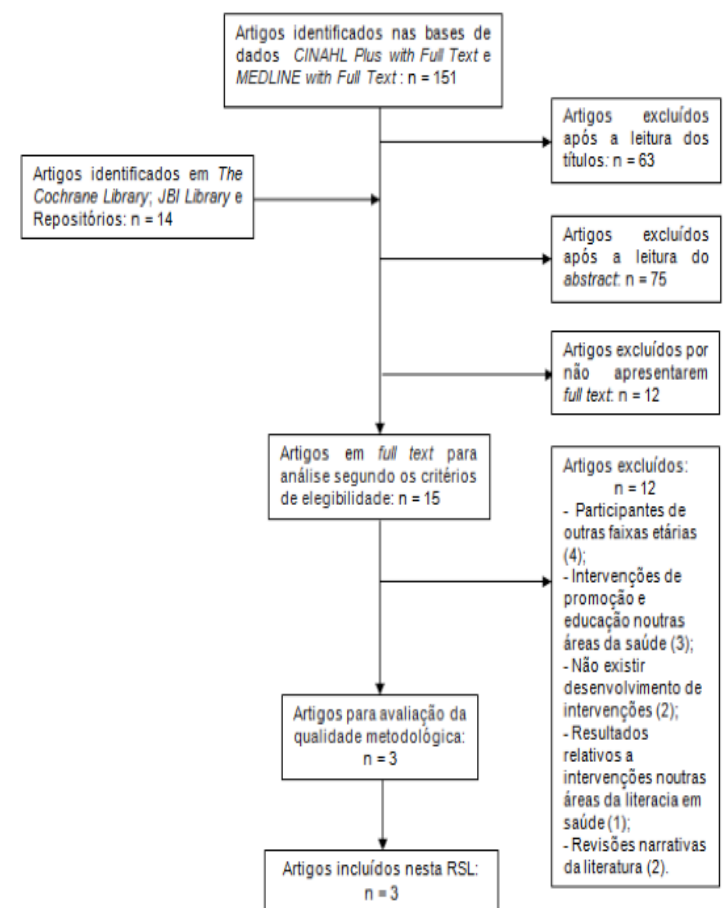 Artigos identificados nas bases de
dados CINAHL Plus with Full Text e
MEDLINE with Full Text : n = 151
Artigos excluídos
após a leitura dos
títulos: n = 63
Artigos identificados em The
Cochrane Library; JBI Library e
Repositórios: n = 14
Artigos excluídos
após a leitura do
abstract: n = 75
Artigos excluídos por
não apresentarem
full text: n = 12
Artigos em full text para
análise segundo os critérios
de elegibilidade: n = 15
Artigos excluídos:
n = 12
- Participantes de
outras faixas etárias
(4);
- Intervenções de
promoção e
educação noutras
áreas da saúde (3);
- Não existir
desenvolvimento de
intervenções (2);
- Resultados
relativos a
intervenções noutras
áreas da literacia em
saúde (1);
- Revisões narrativas
da literatura (2).
Artigos para avaliação da
qualidade metodológica:
n = 3
Artigos incluídos nesta RSL:
n = 3